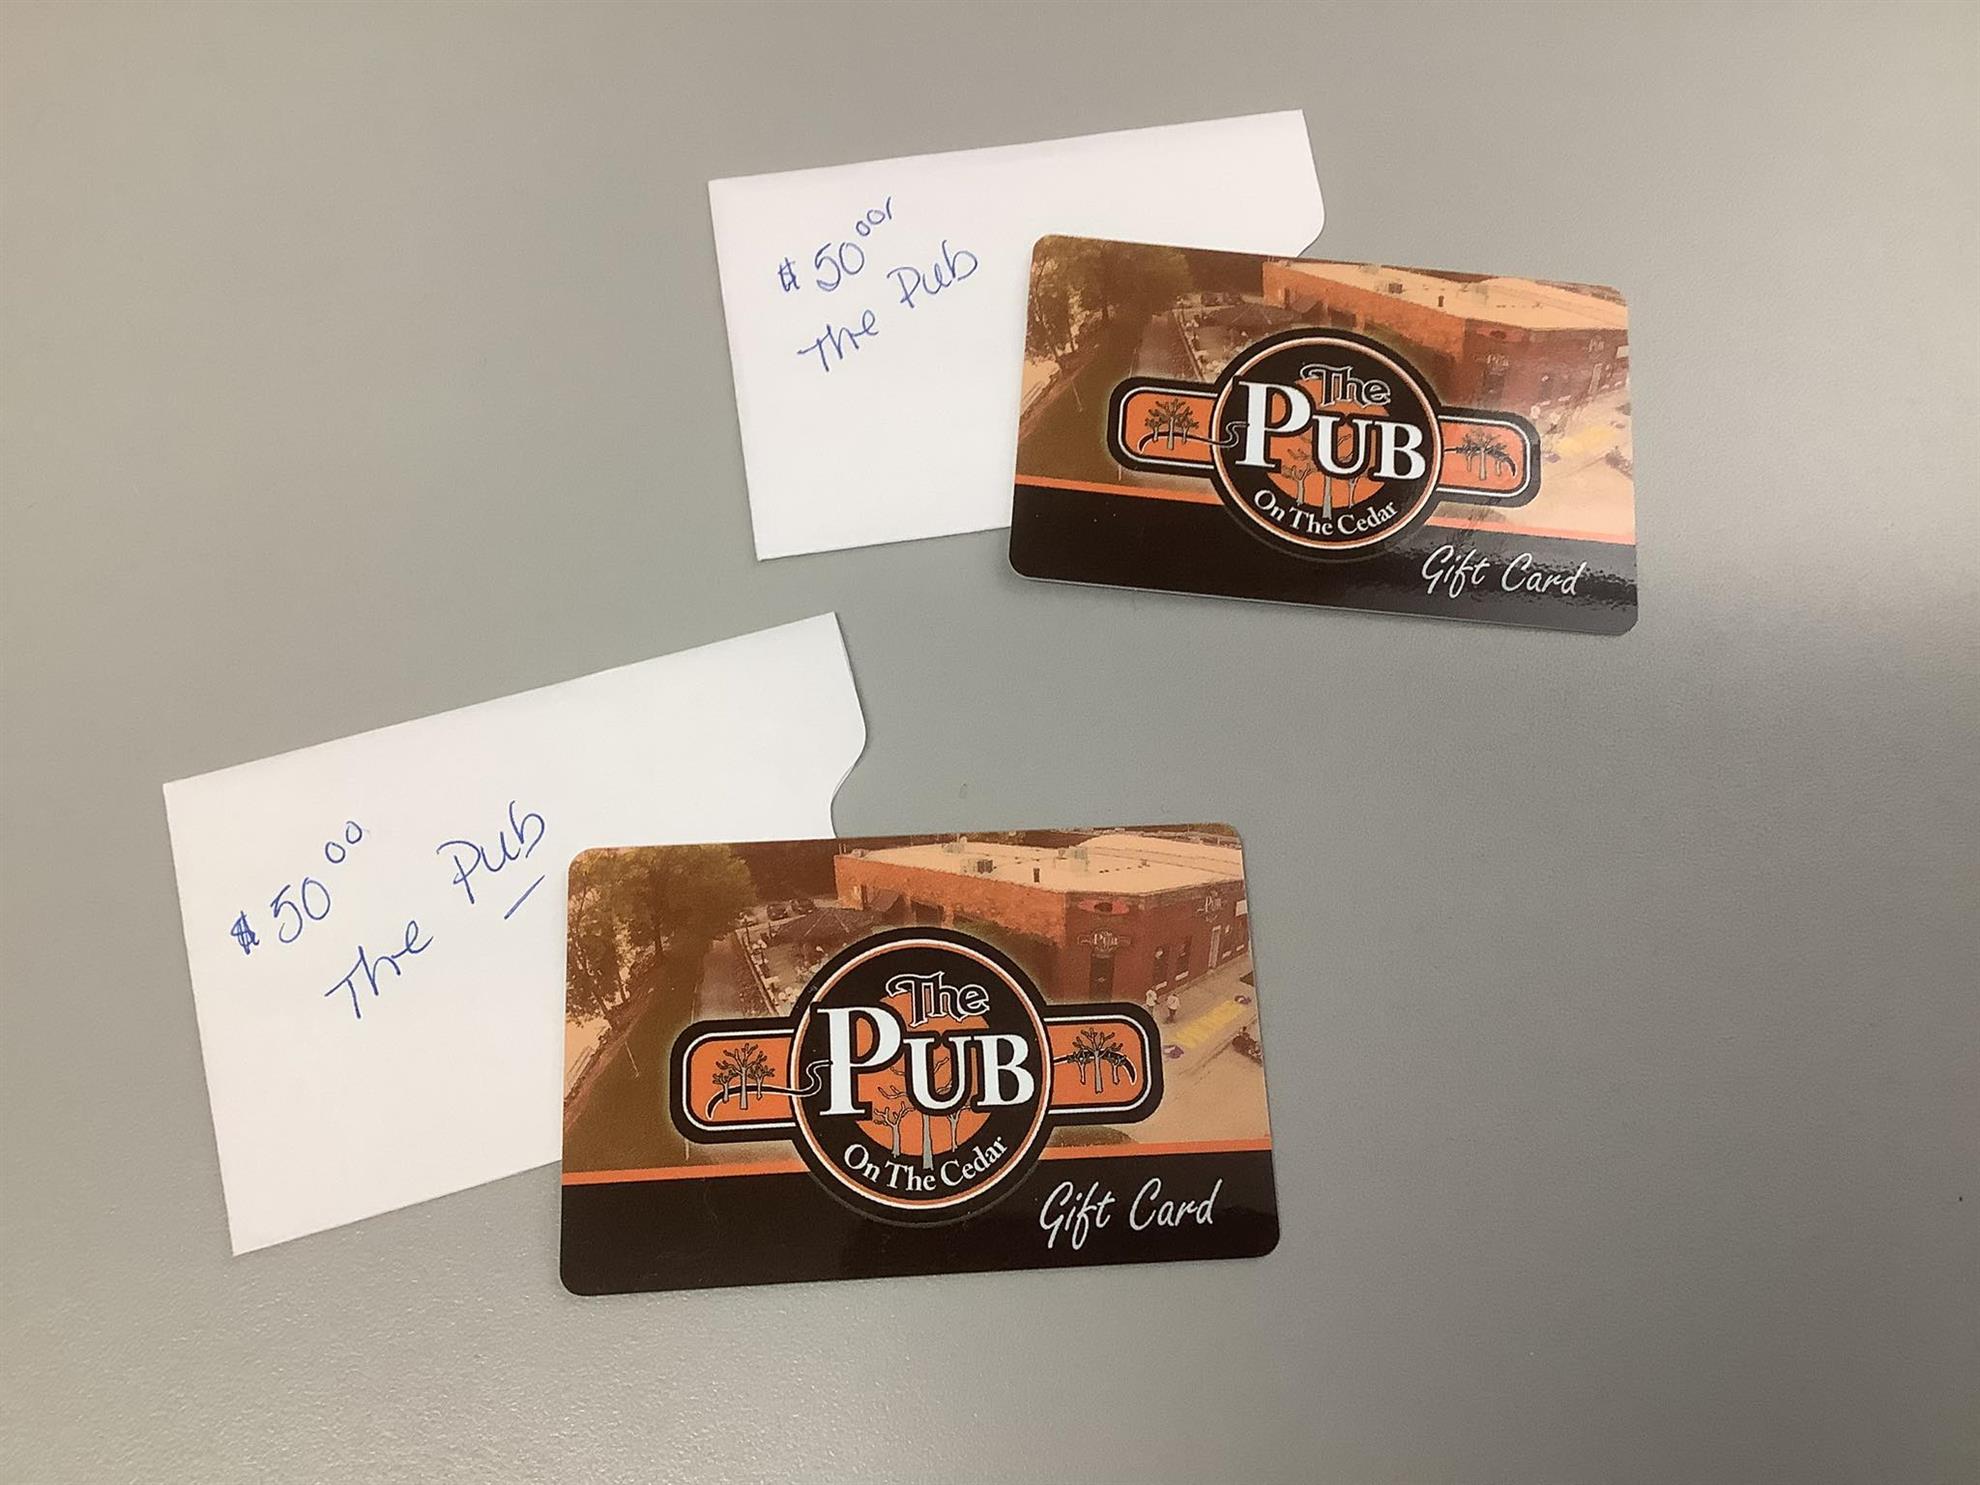 $50.00
The Pub
The
PUB
On The Cedar
Gift Card
$50.00
The Pub
The
PUB
On The Cedar
Gift Card